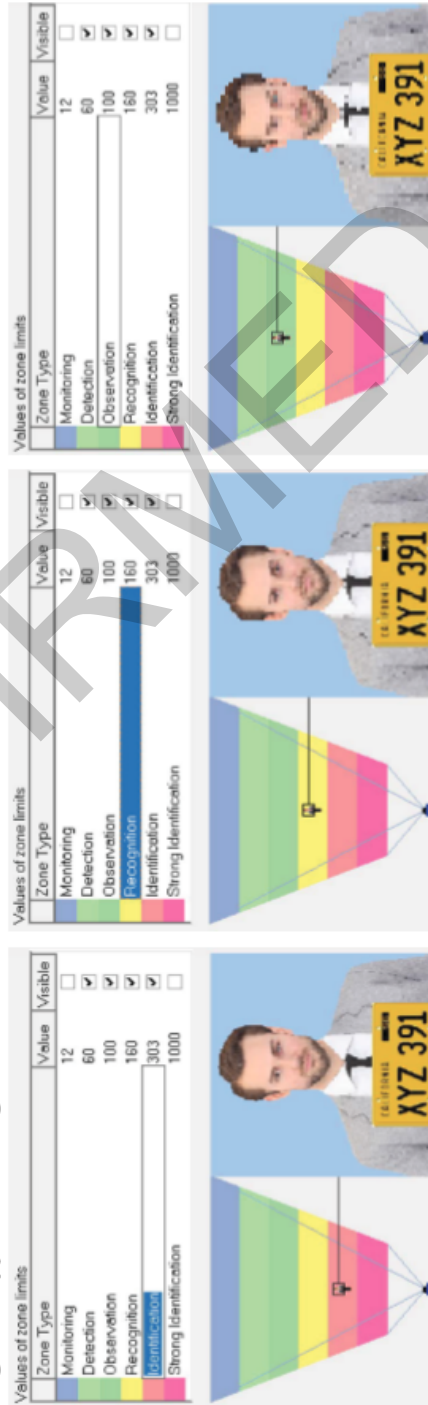 Values of zone limits
Zone Type Value Visible
Monitoring 12
Detection 60
Observation 100
Recognition 160
Identification 303
Strong Identification 1000
CALIFORNIA
XYZ 391
Values of zone limits
Zone Type Value Visible
Monitoring 12
Detection 60
Observation 100
Recognition 160
Identification 303
Strong Identification 1000
CALIFORNIA
XYZ 391
Values of zone limits
Zone Type Value Visible
Monitoring 12
Detection 60
Observation 100
Recognition 160
Identification 303
Strong Identification 1000
CALIFORNIA
XYZ 391